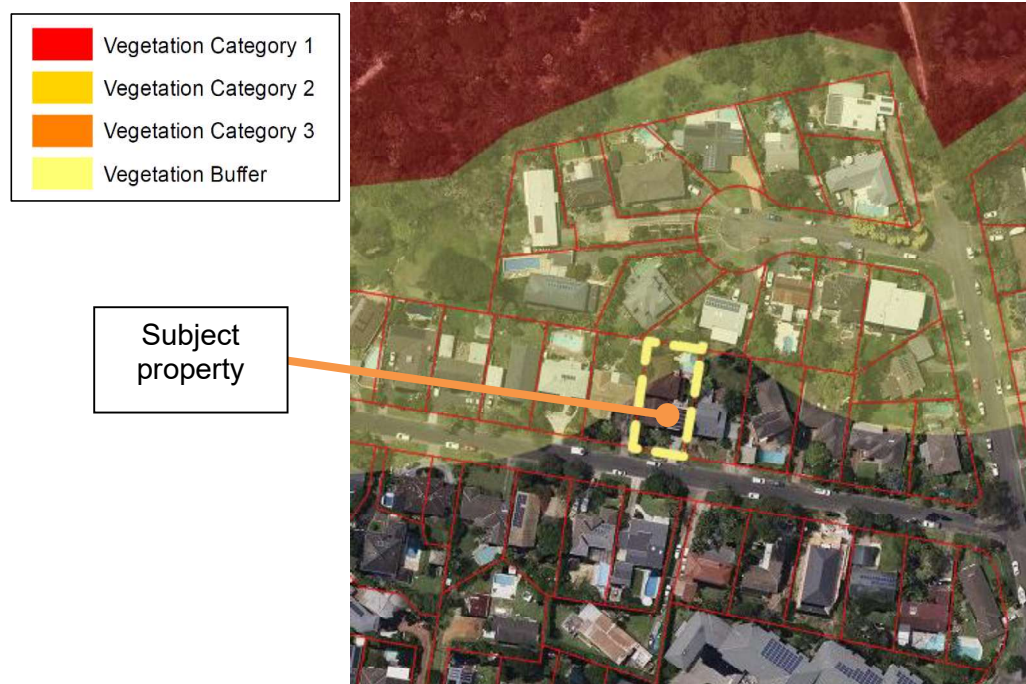 Vegetation Category 1
Vegetation Category 2
Vegetation Category 3
Vegetation Buffer
Subject
property